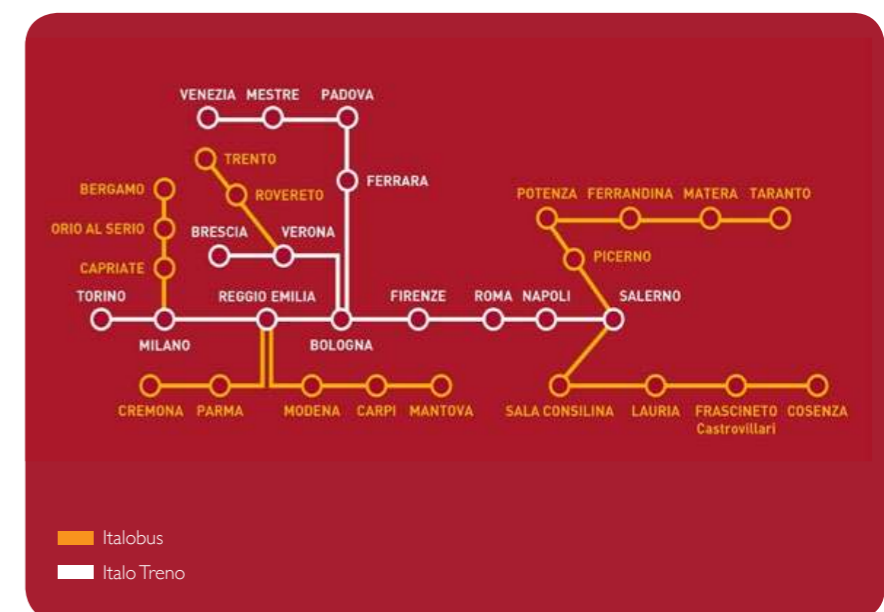 VENEZIA MESTRE PADOVA
TRENTO
FERRARA
BERGAMO
ROVERETO
POTENZA FERRANDINA MATERA TARANTO
ORIO AL SERIO
BRESCIA VERONA
PICERNO
CAPRIATE
TORINO
REGGIO EMILIA
FIRENZE
ROMA NAPOLI
SALERNO
MILANO
BOLOGNA
CREMONA PARMA
MODENA CARPI MANTOVA
SALA CONSILINA LAURIA FRASCINETO COSENZA
Castrovillari
Italobus
Italo Treno